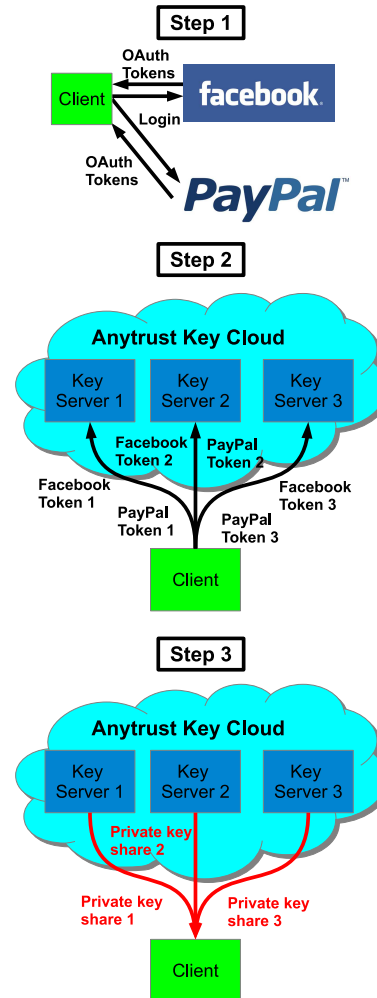 Step 1
OAuth
Tokens
Client
facebook.
Login
OAuth
Tokens
PayPal™
Step 2
Anytrust Key Cloud
Key
Server 1
Key
Server 2
Key
Server 3
Facebook
Token 2
PayPal
Token 2
Facebook
Token 1
PayPal
Token 1
PayPal
Token 3
Facebook
Token 3
Client
Step 3
Anytrust Key Cloud
Key
Server 1
Key
Server 2
Key
Server 3
Private key
share 2
Private key
share 1
Private key
share 3
Client